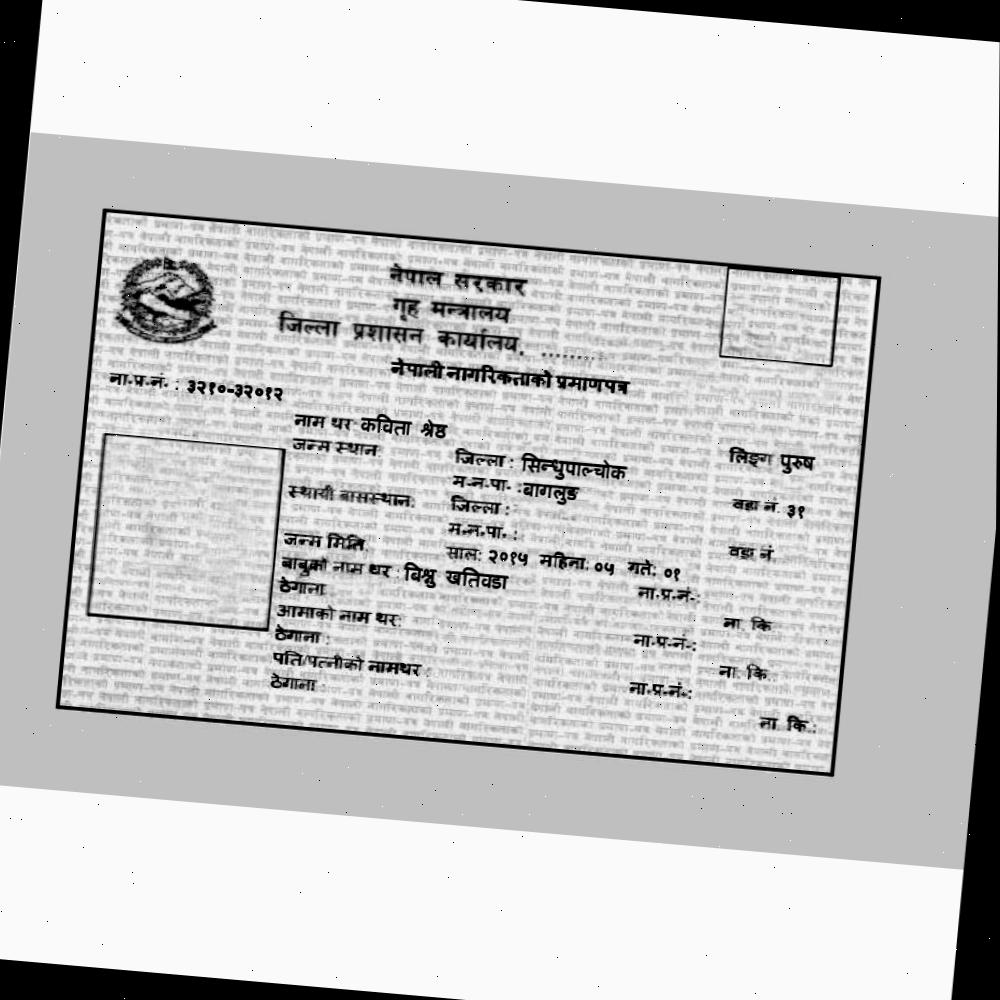 नेपाल सरकार
गृह मन्त्रालय
जिल्ला प्रशासन कार्यालय, ........
नेपाली नागरिकताको प्रमाणपत्र
ना.प्र.नं. : ३२१०-३२०१२
नाम थर: कविता श्रेष्ठ लिङ्ग पुरुष
जन्म स्थान: जिल्ला : सिन्धुपाल्चोक
म.न.पा. : बागलुङ वडा नं. ३१
स्थायी बासस्थान: जिल्ला :
म.न.पा. : वडा नं.
जन्म मिति: साल: २०१५ महिना: ०५ गते: ०१
बाबुको नाम थर : बिश्नु खतिवडा ना.प्र.नं.:
ठेगाना ना. कि
आमाको नाम थर: ना.प्र.नं.:
ठेगाना : ना. कि.
पति/पत्नीको नामथर : ना.प्र.नं.:
ठेगाना : ना. कि.: